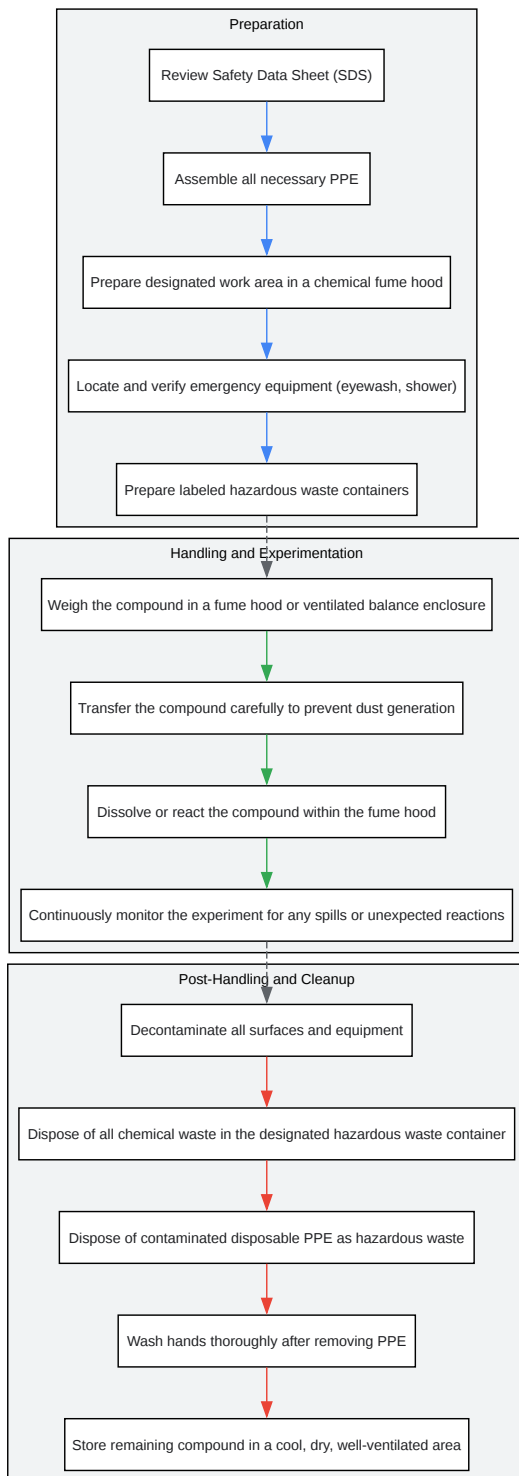 Preparation
Review Safety Data Sheet (SDS)
Assemble all necessary PPE
Prepare designated work area in a chemical fume hood
Locate and verify emergency equipment (eyewash, shower)
Prepare labeled hazardous waste containers
Handling and Experimentation
Weigh the compound in a fume hood or ventilated balance enclosure
Transfer the compound carefully to prevent dust generation
Dissolve or react the compound within the fume hood
Continuously monitor the experiment for any spills or unexpected reactions
Post-Handling and Cleanup
Decontaminate all surfaces and equipment
Dispose of all chemical waste in the designated hazardous waste container
Dispose of contaminated disposable PPE as hazardous waste
Wash hands thoroughly after removing PPE
Store remaining compound in a cool, dry, well-ventilated area